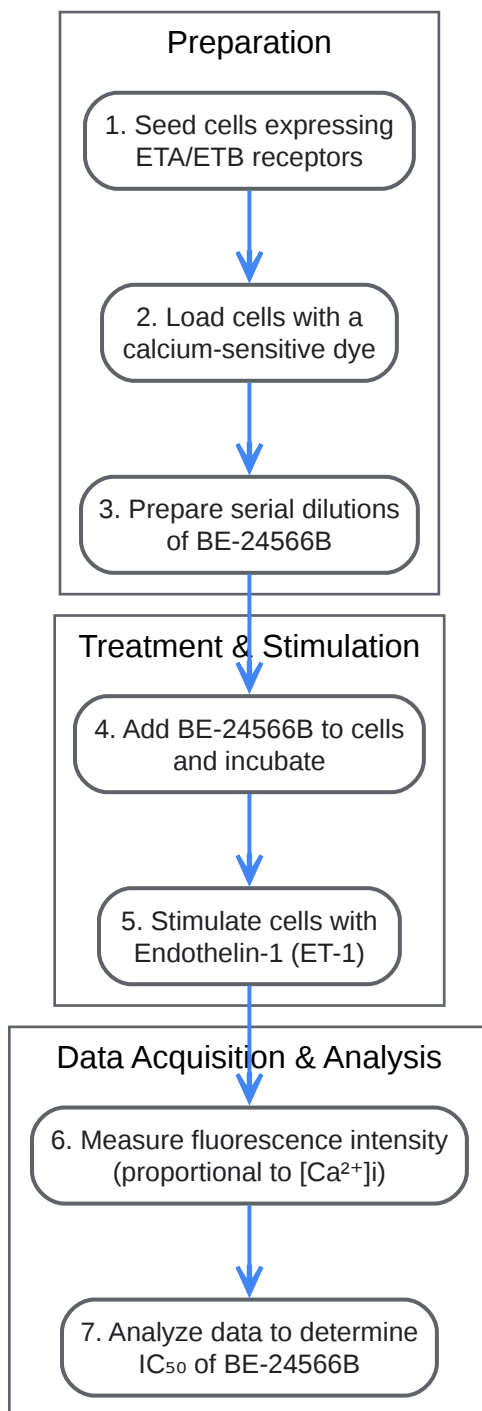 Preparation
1. Seed cells expressing
ETA/ETB receptors
2. Load cells with a
calcium-sensitive dye
3. Prepare serial dilutions
of BE-24566B
Treatment & Stimulation
4. Add BE-24566B to cells
and incubate
5. Stimulate cells with
Endothelin-1 (ET-1)
Data Acquisition & Analysis
6. Measure fluorescence intensity
(proportional to [Ca²⁺]i)
7. Analyze data to determine
IC₅₀ of BE-24566B